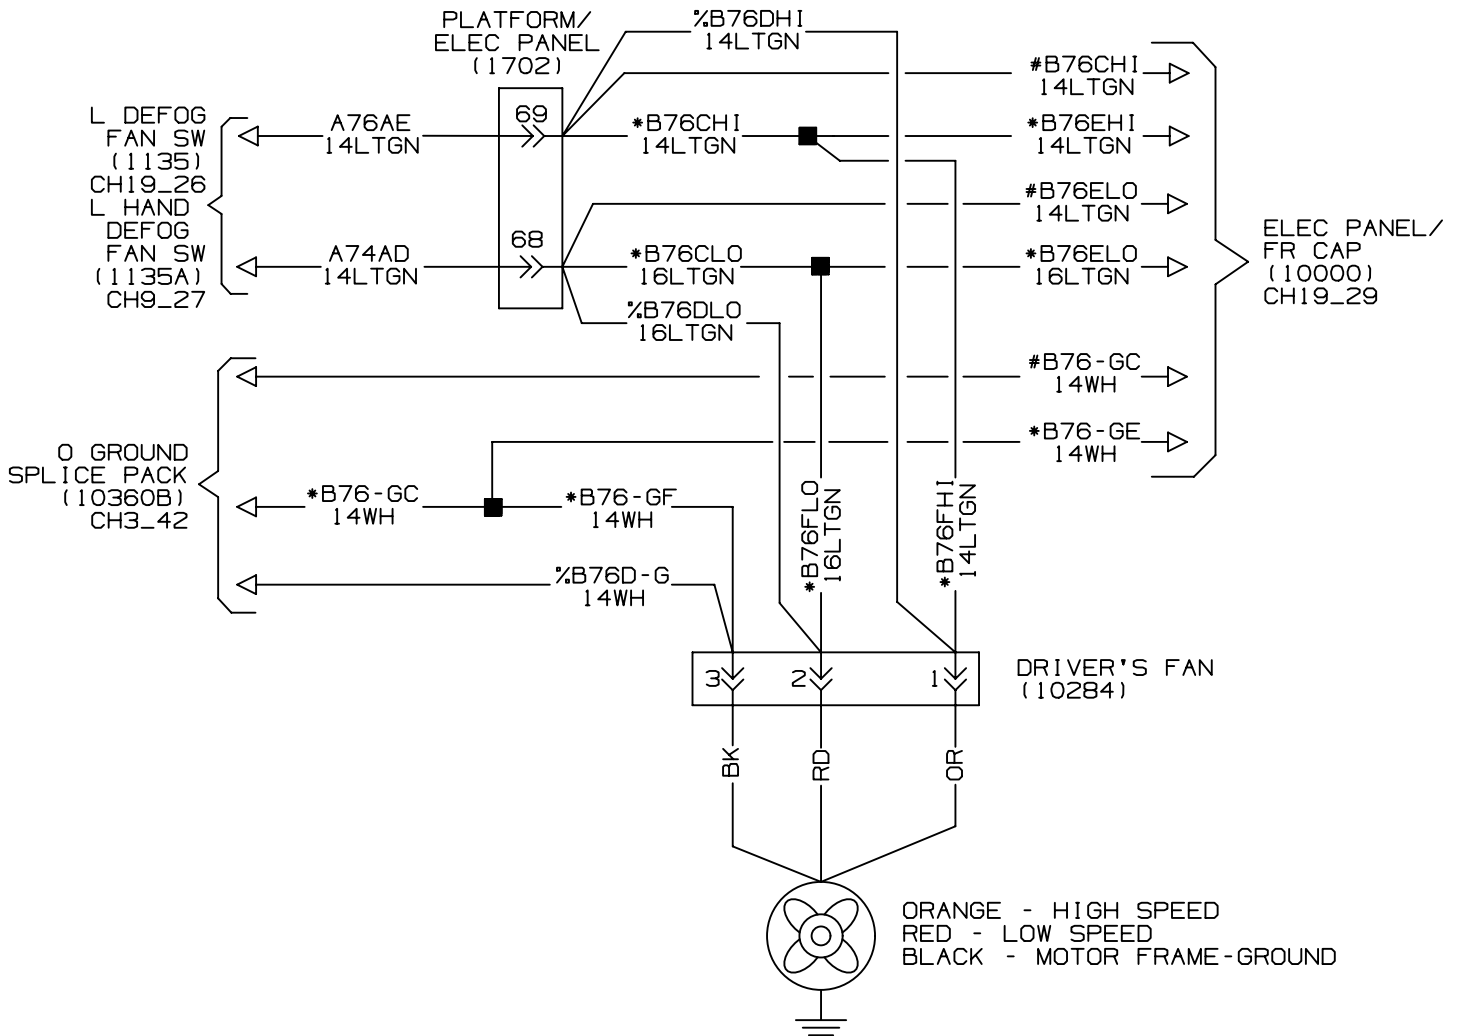 PLATFORM/
ELEC PANEL
(1702)
%B76DHI
14LTGN
#B76CHI
14LTGN
L DEFOG
FAN SW
(1135)
CH19_26
L HAND
DEFOG
FAN SW
(1135A)
CH9_27
A76AE
14LTGN
69
*B76CHI
14LTGN
*B76EHI
14LTGN
#B76ELO
14LTGN
A74AD
14LTGN
68
*B76CLO
16LTGN
*B76ELO
16LTGN
%B76DLO
16LTGN
ELEC PANEL/
FR CAP
(10000)
CH19_29
#B76-GC
14WH
*B76-GE
14WH
O GROUND
SPLICE PACK
(10360B)
CH3_42
*B76-GC
14WH
*B76-GF
14WH
%B76D-G
14WH
*B76FLO
16LTGN
*B76FHI
14LTGN
3
2
1
DRIVER'S FAN
(10284)
BK
RD
OR
ORANGE - HIGH SPEED
RED - LOW SPEED
BLACK - MOTOR FRAME-GROUND